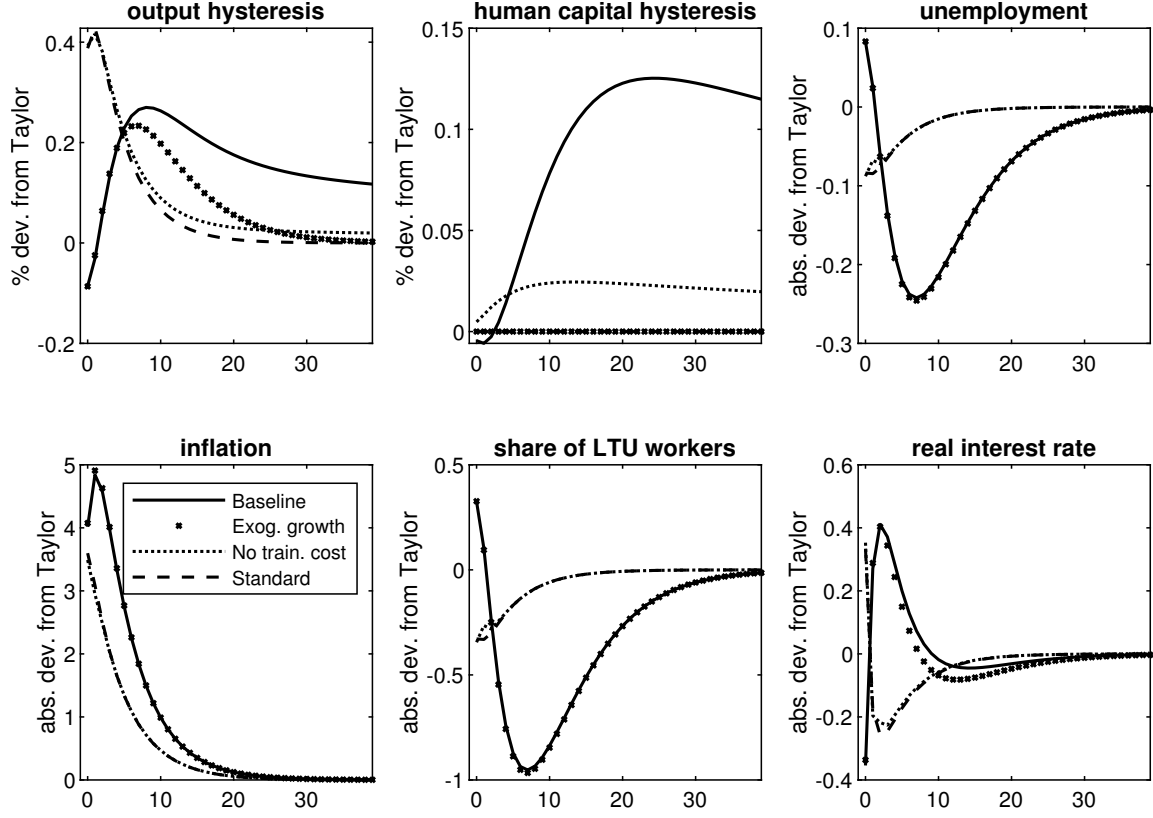 output hysteresis
% dev. from Taylor
0.4
0.2
0
-0.2
0 10 20 30
human capital hysteresis
% dev. from Taylor
0.15
0.1
0.05
0
0 10 20 30
unemployment
abs. dev. from Taylor
0.1
0
-0.1
-0.2
-0.3
0 10 20 30
inflation
abs. dev. from Taylor
5
4
3
2
1
0
0 10 20 30
Baseline
Exog. growth
No train. cost
Standard
share of LTU workers
abs. dev. from Taylor
0.5
0
-0.5
-1
0 10 20 30
real interest rate
abs. dev. from Taylor
0.6
0.4
0.2
0
-0.2
-0.4
0 10 20 30